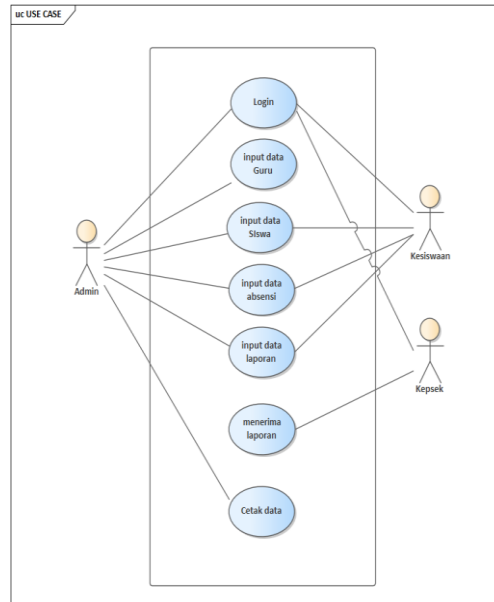 uc USE CASE
Login
input data
Guru
input data
SIswa
Kesiswaan
Admin
input data
absensi
input data
laporan
Kepsek
menerima
laporan
Cetak data